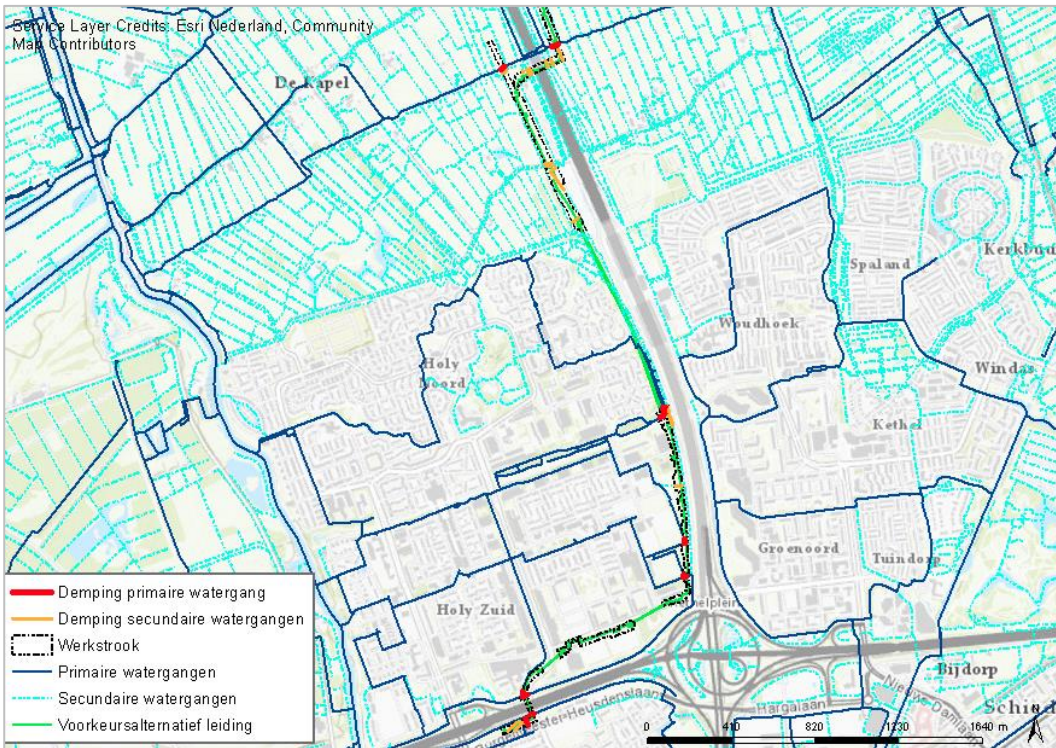 Service Layer Credits: Esri Nederland, Community
Map Contributors
De Kapel
Spaland
Woudhoek
Holy
Noord
Windas
Kethel
Groenoord
Tuindorp
Holy Zuid
Bijdorp
Hargalaan
Demping primaire watergang
Demping secundaire watergangen
Werkstrook
Primaire watergangen
Secundaire watergangen
Voorkeursalternatief leiding
0 410 820 1230 1640 m